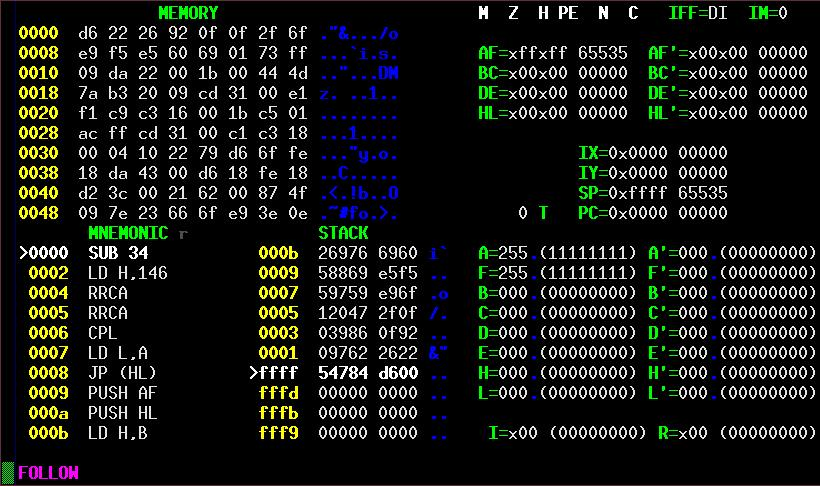 MEMORY M Z H PE N C IFF=DI IM=0
0000 d6 22 26 92 0f 0f 2f 6f ."&.../o
0008 e9 f5 e5 60 69 01 73 ff ...`i.s. AF=xffxff 65535 AF'=x00x00 00000
0010 09 da 22 00 1b 00 44 4d .."...DM BC=x00x00 00000 BC'=x00x00 00000
0018 7a b3 20 09 cd 31 00 e1 z. ..1.. DE=x00x00 00000 DE'=x00x00 00000
0020 f1 c9 c3 16 00 1b c5 01 ........ HL=x00x00 00000 HL'=x00x00 00000
0028 ac ff cd 31 00 c1 c3 18 ...1....
0030 00 04 10 22 79 d6 6f fe ..."y.o. IX=0x0000 00000
0038 18 da 43 00 d6 18 fe 18 ..C..... IY=0x0000 00000
0040 d2 3c 00 21 62 00 87 4f .<.!b..O SP=0xffff 65535
0048 09 7e 23 66 6f e9 3e 0e .~#fo.>. 0 T PC=0x0000 00000
MNEMONIC r STACK
>0000 SUB 34 000b 26976 6960 i` A=255.(11111111) A'=000.(00000000)
0002 LD H,146 0009 58869 e5f5 .. F=255.(11111111) F'=000.(00000000)
0004 RRCA 0007 59759 e96f .o B=000.(00000000) B'=000.(00000000)
0005 RRCA 0005 12047 2f0f /. C=000.(00000000) C'=000.(00000000)
0006 CPL 0003 03986 0f92 .. D=000.(00000000) D'=000.(00000000)
0007 LD L,A 0001 09762 2622 &" E=000.(00000000) E'=000.(00000000)
0008 JP (HL) >ffff 54784 d600 .. H=000.(00000000) H'=000.(00000000)
0009 PUSH AF fffd 00000 0000 .. L=000.(00000000) L'=000.(00000000)
000a PUSH HL fffb 00000 0000 ..
000b LD H,B fff9 00000 0000 .. I=x00 (00000000) R=x00 (00000000)
FOLLOW